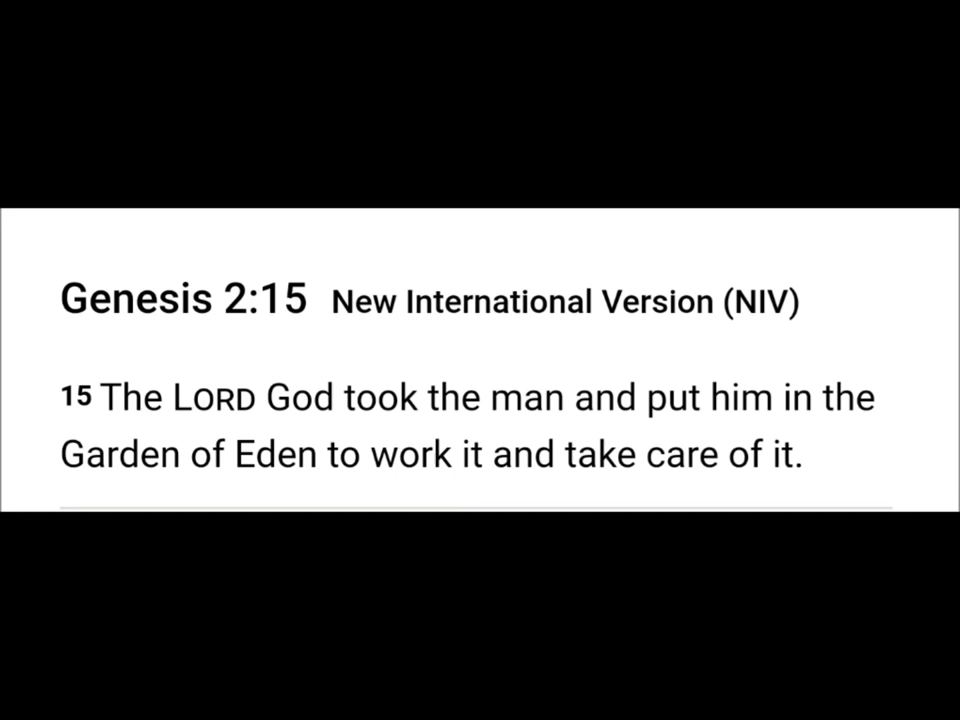 Genesis 2:15 New International Version (NIV)
15 The LORD God took the man and put him in the
Garden of Eden to work it and take care of it.